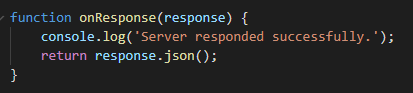 function onResponse(response) {
    console.log('Server responded successfully.');
    return response.json();
}